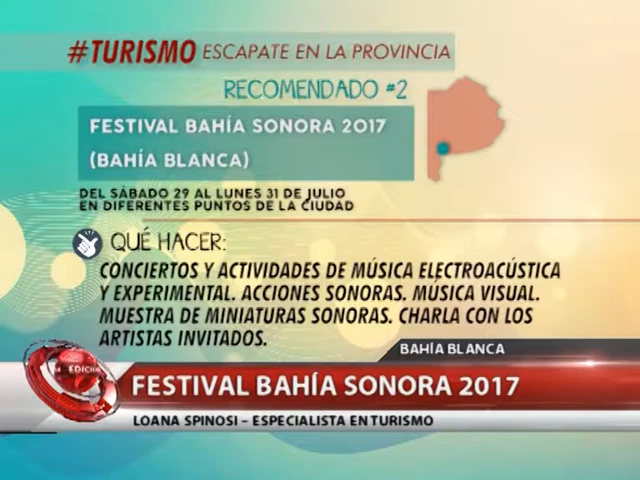 #TURISMO ESCAPATE EN LA PROVINCIA
RECOMENDADO #2
FESTIVAL BAHÍA SONORA 2017
(BAHÍA BLANCA)
DEL SÁBADO 29 AL LUNES 31 DE JULIO
EN DIFERENTES PUNTOS DE LA CIUDAD
QUÉ HACER:
CONCIERTOS Y ACTIVIDADES DE MÚSICA ELECTROACÚSTICA
Y EXPERIMENTAL. ACCIONES SONORAS. MÚSICA VISUAL.
MUESTRA DE MINIATURAS SONORAS. CHARLA CON LOS
ARTISTAS INVITADOS.
BAHÍA BLANCA
FESTIVAL BAHÍA SONORA 2017
LOANA SPINOSI – ESPECIALISTA EN TURISMO